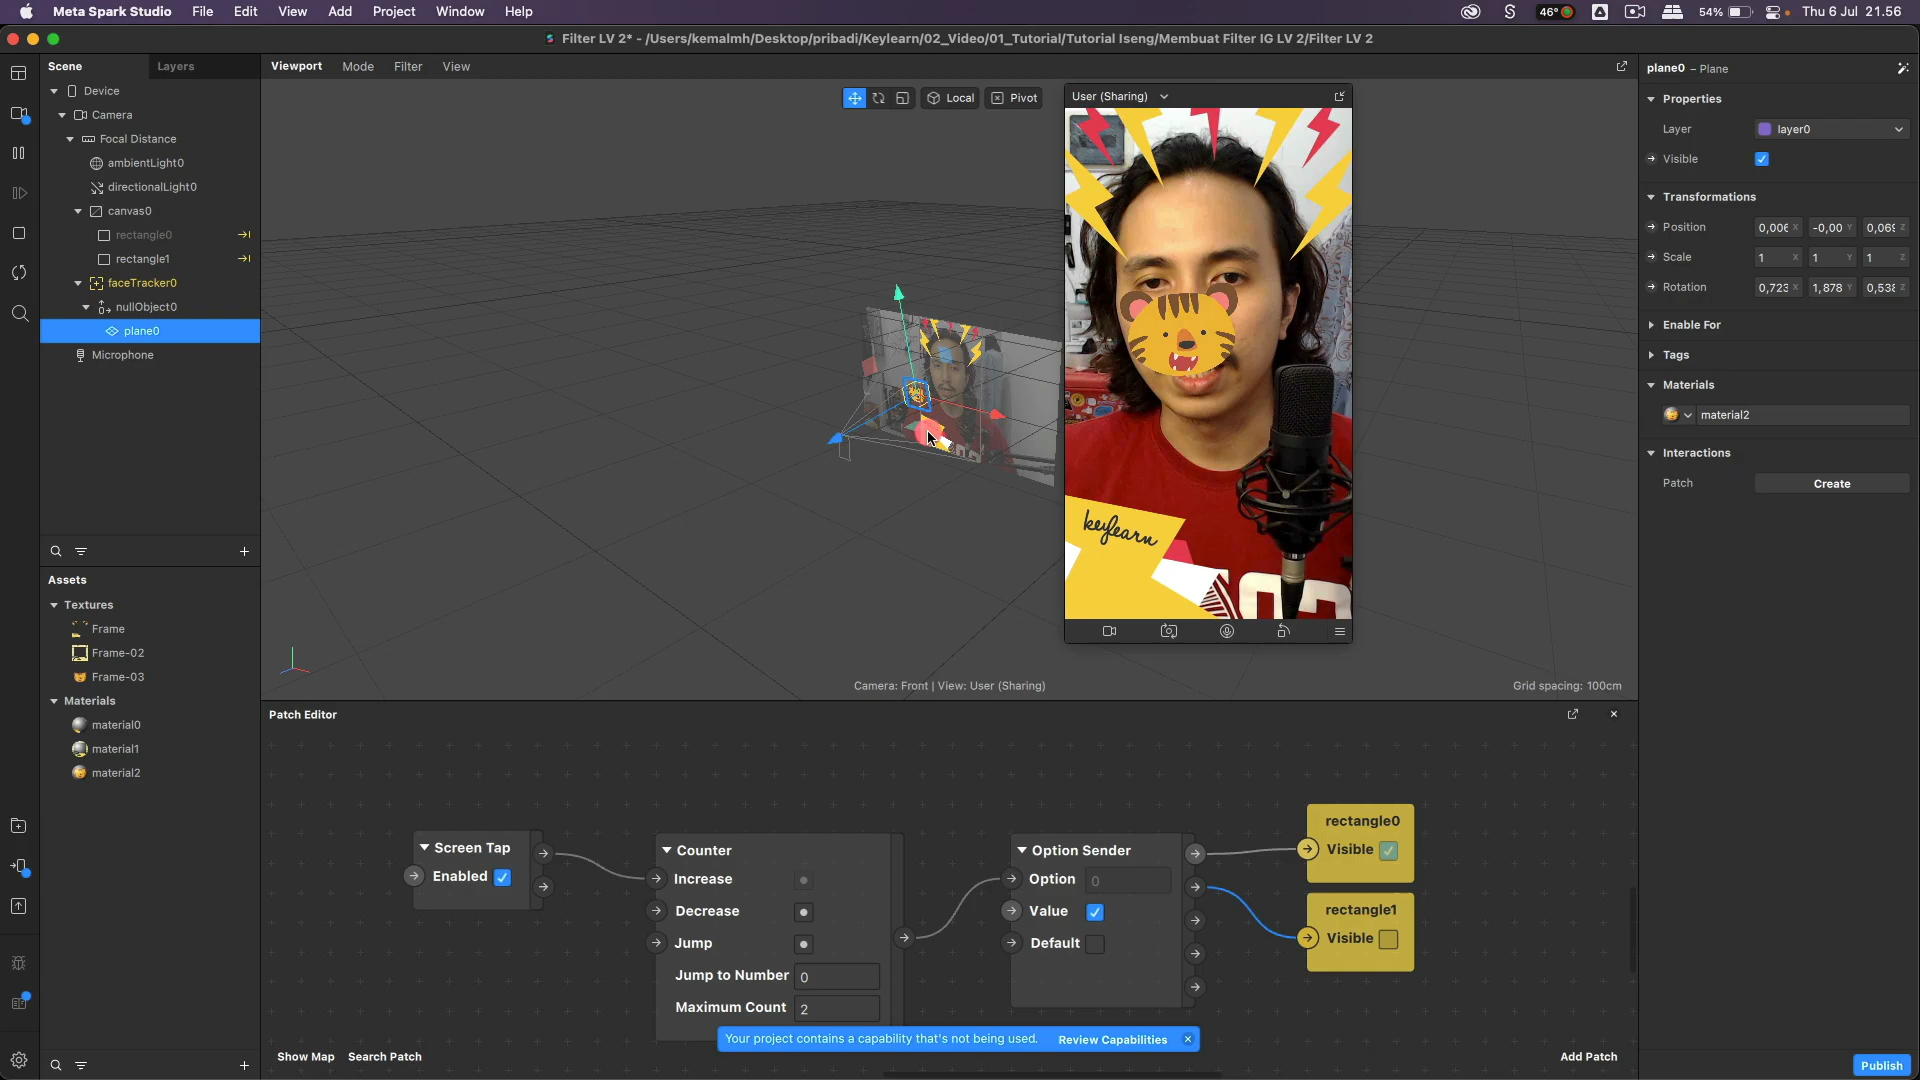 Meta Spark Studio File Edit View Add Project Window Help
46° 54% Thu 6 Jul 21.56
Filter LV 2* - /Users/kemalmh/Desktop/pribadi/Keylearn/02_Video/01_Tutorial/Tutorial Iseng/Membuat Filter IG LV 2/Filter LV 2
Scene Layers
Device
Camera
Focal Distance
ambientLight0
directionalLight0
canvas0
rectangle0
rectangle1
faceTracker0
nullObject0
plane0
Microphone
Assets
Textures
Frame
Frame-02
Frame-03
Materials
material0
material1
material2
Viewport Mode Filter View
Local Pivot
User (Sharing)
keylearn
Camera: Front | View: User (Sharing)
Grid spacing: 100cm
plane0 - Plane
Properties
Layer layer0
Visible
Transformations
Position 0,006 X -0,00 Y 0,069 Z
Scale 1 X 1 Y 1 Z
Rotation 0,723 X 1,878 Y 0,538 Z
Enable For
Tags
Materials
material2
Interactions
Patch Create
Patch Editor
Screen Tap
Enabled
Counter
Increase
Decrease
Jump
Jump to Number 0
Maximum Count 2
Option Sender
Option 0
Value
Default
rectangle0
Visible
rectangle1
Visible
Your project contains a capability that's not being used. Review Capabilities
Show Map Search Patch
Add Patch
Publish